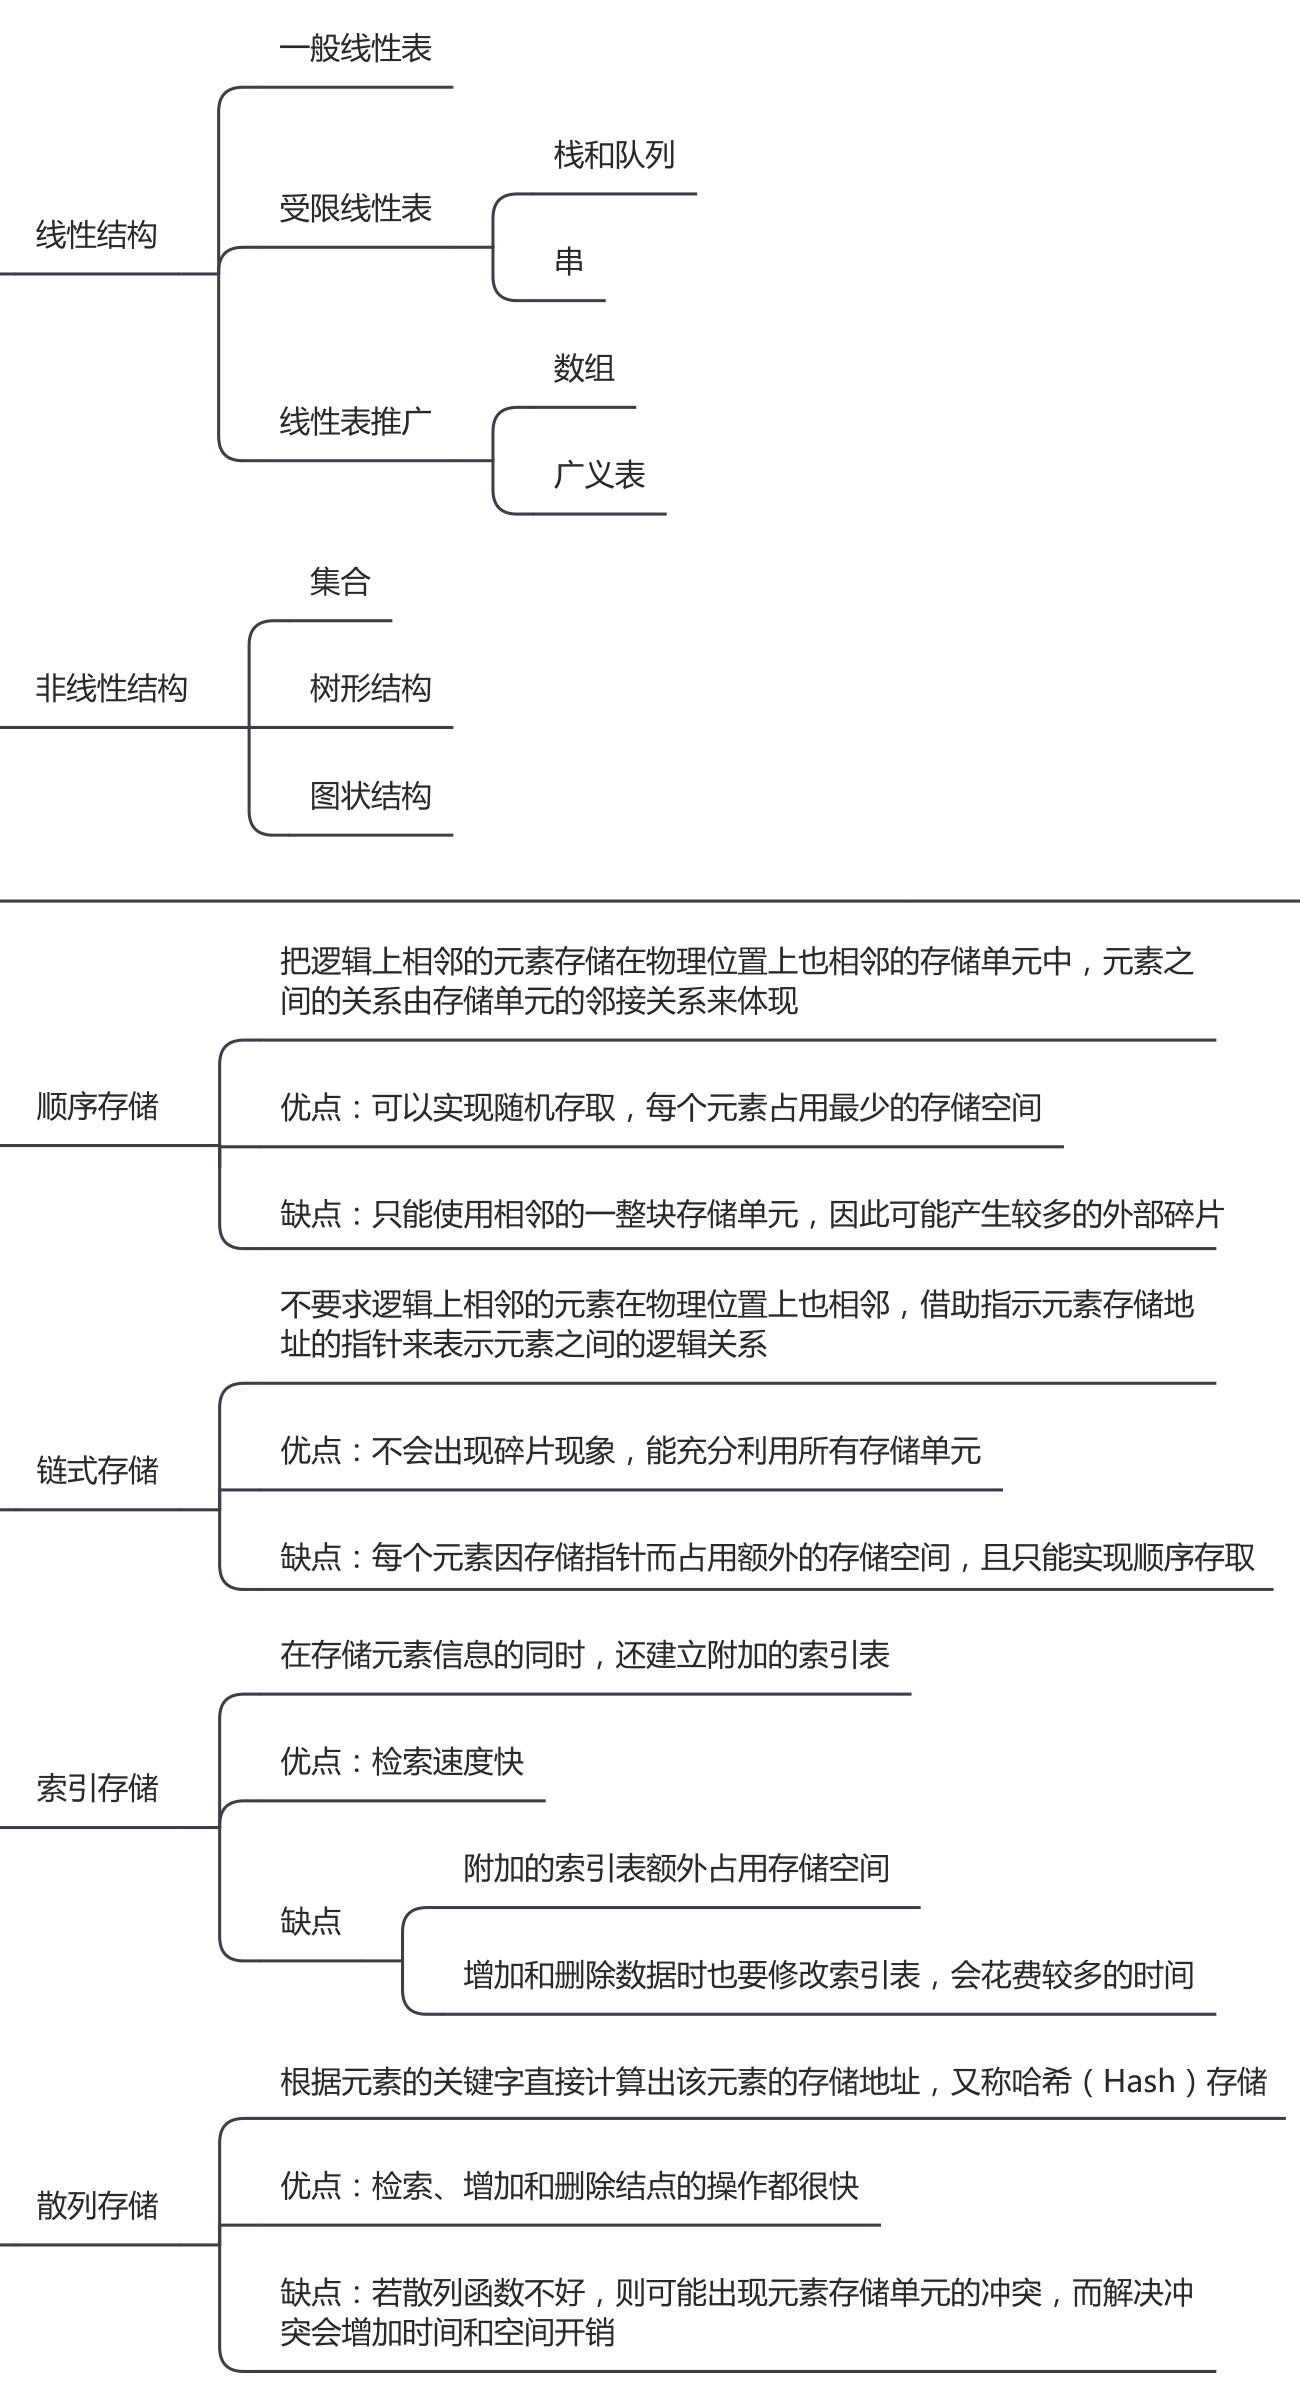 一般线性表
栈和队列
受限线性表
线性结构
串
数组
线性表推广
广义表
集合
非线性结构
树形结构
图状结构
把逻辑上相邻的元素存储在物理位置上也相邻的存储单元中，元素之
间的关系由存储单元的邻接关系来体现
顺序存储
优点：可以实现随机存取，每个元素占用最少的存储空间
缺点：只能使用相邻的一整块存储单元，因此可能产生较多的外部碎片
不要求逻辑上相邻的元素在物理位置上也相邻，借助指示元素存储地
址的指针来表示元素之间的逻辑关系
优点：不会出现碎片现象，能充分利用所有存储单元
链式存储
缺点：每个元素因存储指针而占用额外的存储空间，且只能实现顺序存取
在存储元素信息的同时，还建立附加的索引表
优点：检索速度快
索引存储
附加的索引表额外占用存储空间
缺点
增加和删除数据时也要修改索引表，会花费较多的时间
根据元素的关键字直接计算出该元素的存储地址，又称哈希（Hash）存储
优点：检索、增加和删除结点的操作都很快
散列存储
缺点：若散列函数不好，则可能出现元素存储单元的冲突，而解决冲
突会增加时间和空间开销